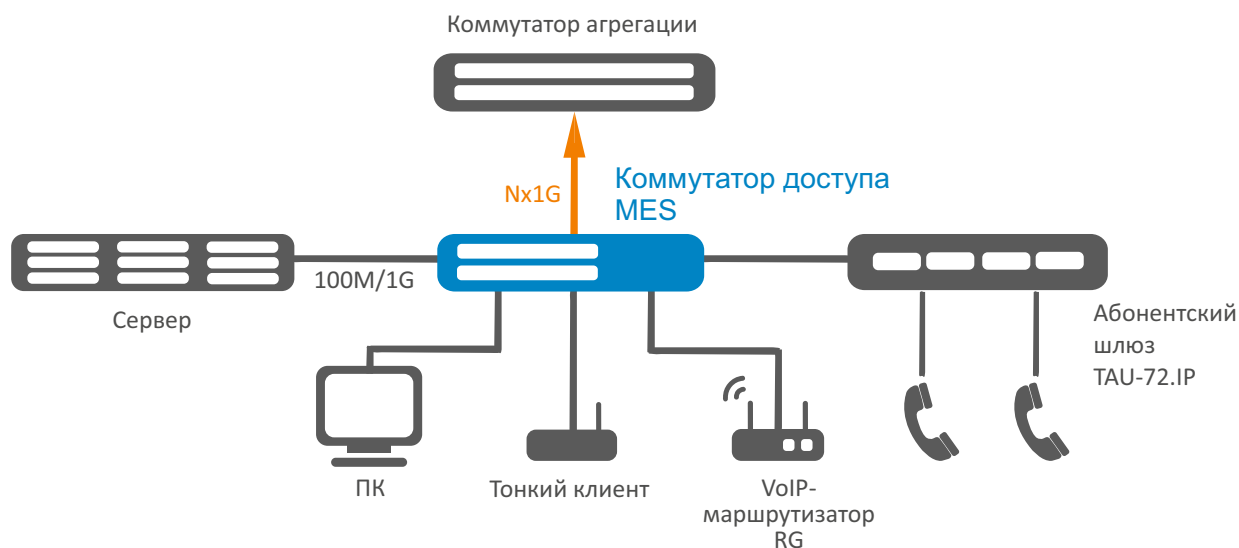 Коммутатор агрегации
Nx1G
Коммутатор доступа
MES
100M/1G
Сервер
Абонентский
шлюз
TAU-72.IP
ПК
Тонкий клиент
VoIP-
маршрутизатор
RG